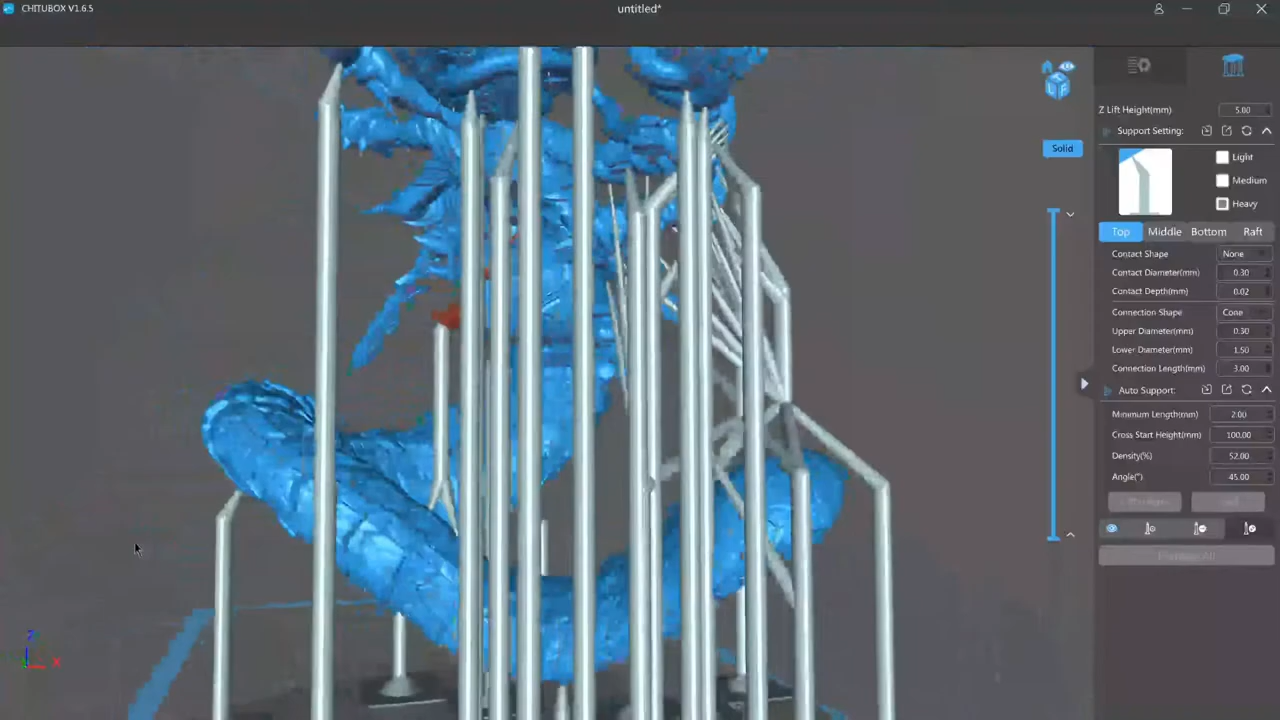 CHITUBOX V1.6.5
untitled*
Z Lift Height(mm) 5.00
Support Setting:
Light
Medium
Heavy
Top Middle Bottom Raft
Contact Shape None
Contact Diameter(mm) 0.30
Contact Depth(mm) 0.02
Connection Shape Cone
Upper Diameter(mm) 0.30
Lower Diameter(mm) 1.50
Connection Length(mm) 3.00
Auto Support:
Minimum Length(mm) 2.00
Cross Start Height(mm) 100.00
Density(%) 52.00
Angle(°) 45.00
Solid
L F
Z
X